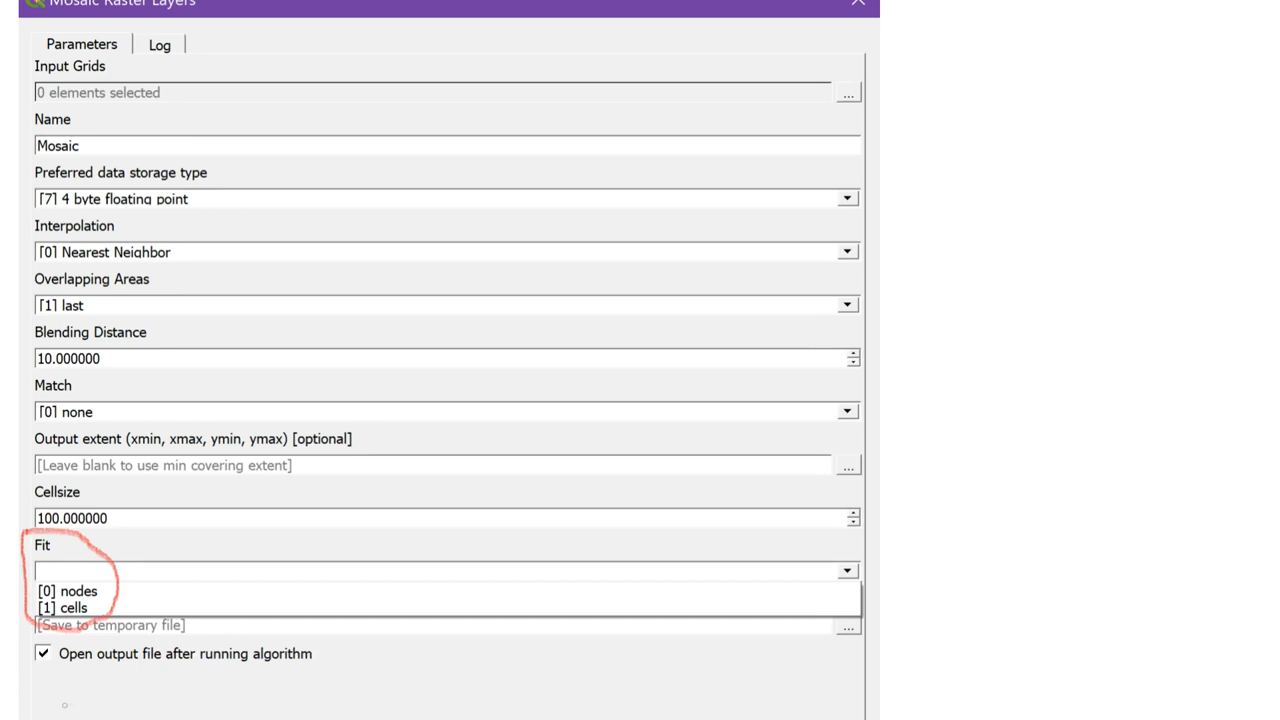 Mosaic Raster Layers
Parameters
Log
Input Grids
0 elements selected
...
Name
Mosaic
Preferred data storage type
[7] 4 byte floating point
Interpolation
[0] Nearest Neighbor
Overlapping Areas
[1] last
Blending Distance
10.000000
Match
[0] none
Output extent (xmin, xmax, ymin, ymax) [optional]
[Leave blank to use min covering extent]
...
Cellsize
100.000000
Fit
[0] nodes
[1] cells
[Save to temporary file]
...
Open output file after running algorithm